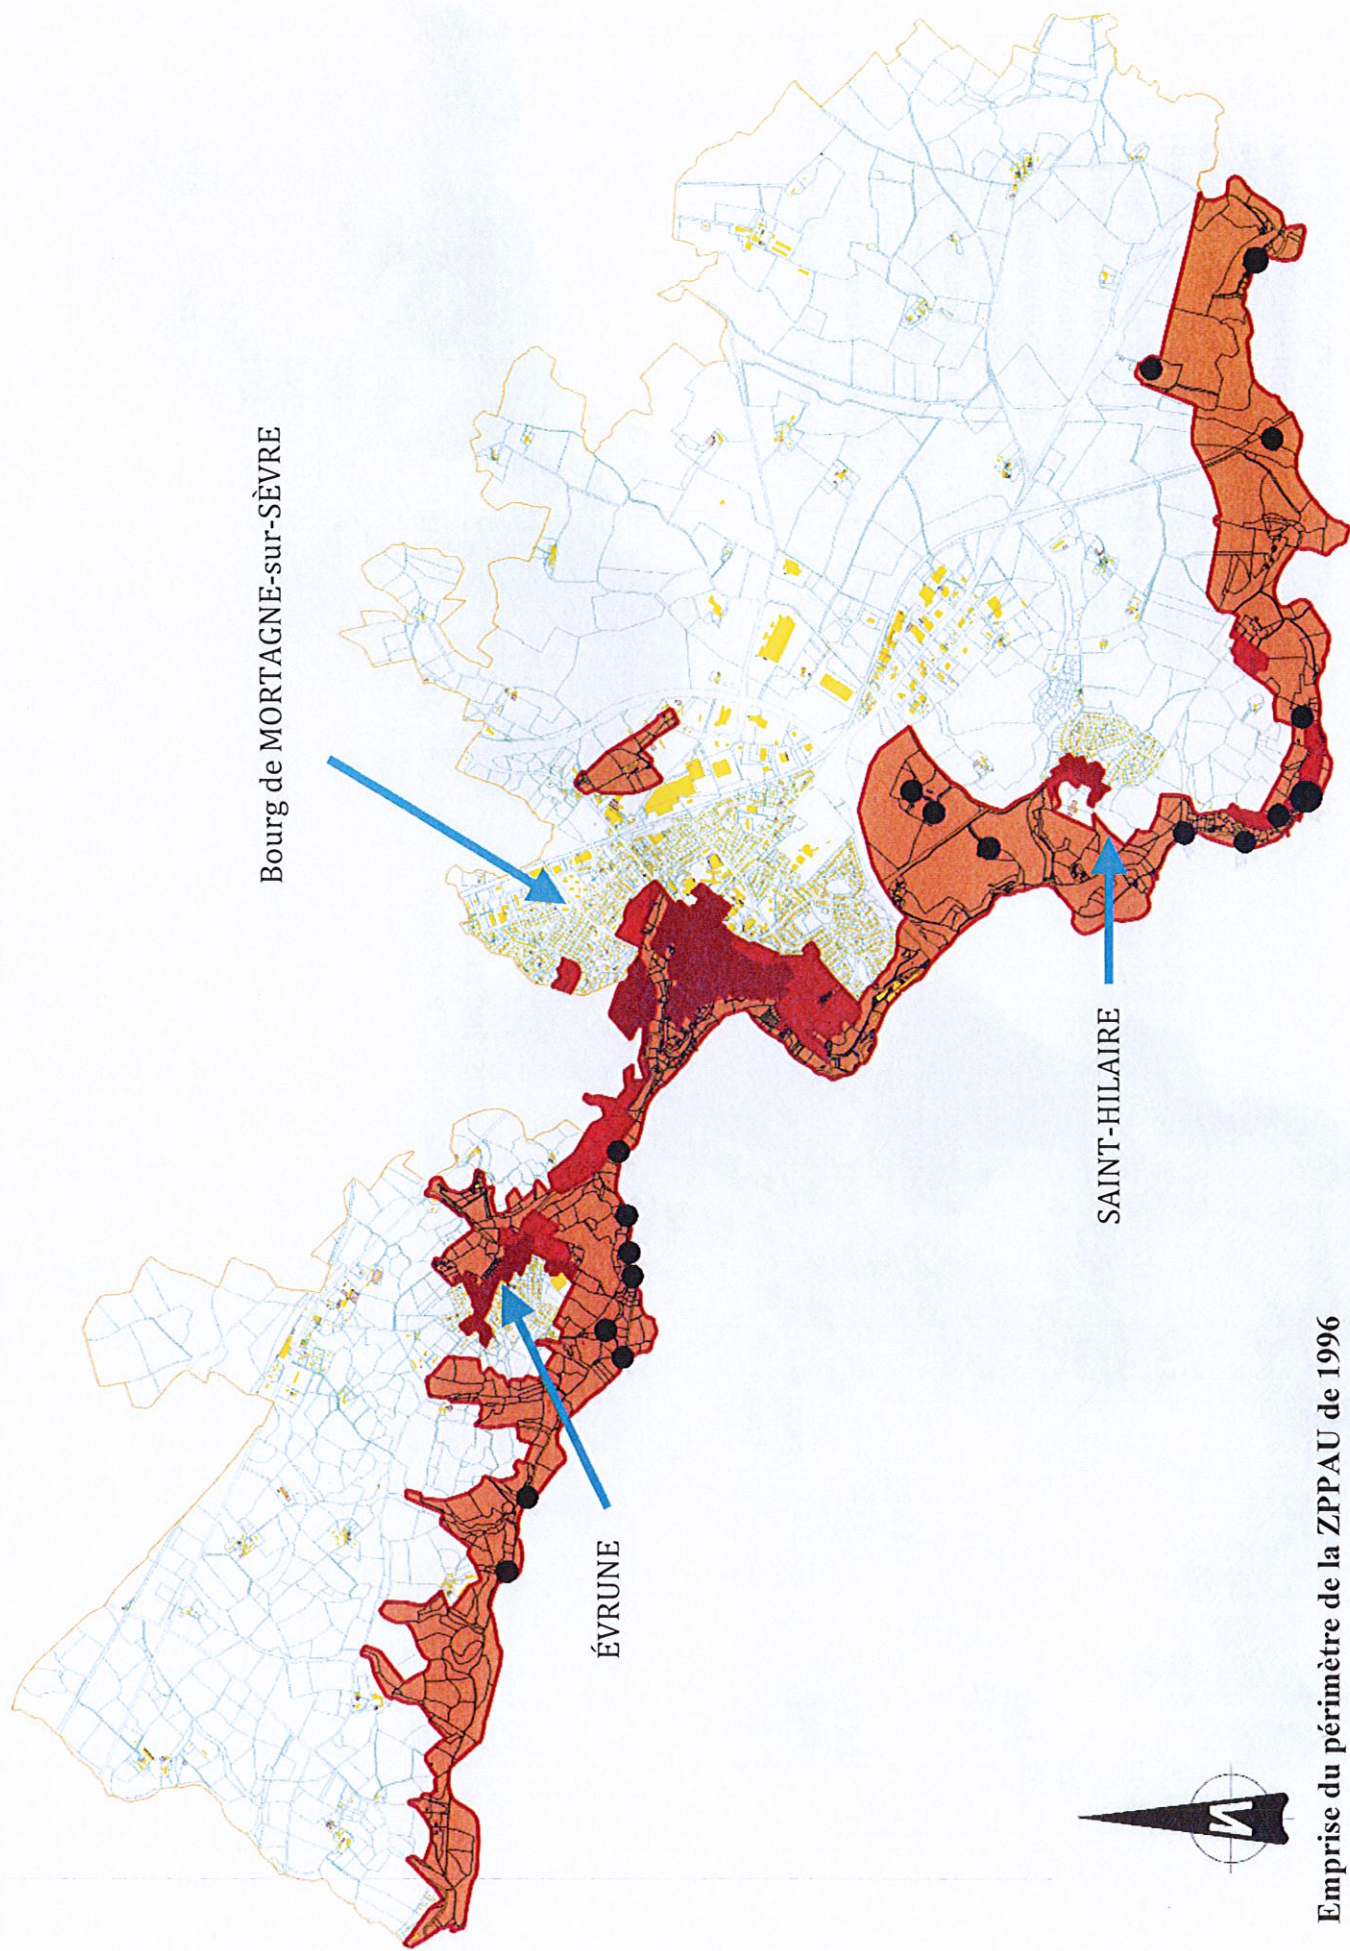 Bourg de MORTAGNE-sur-SÈVRE
ÉVRUNE
SAINT-HILAIRE
N
Emprise du périmètre de la ZPPAU de 1996